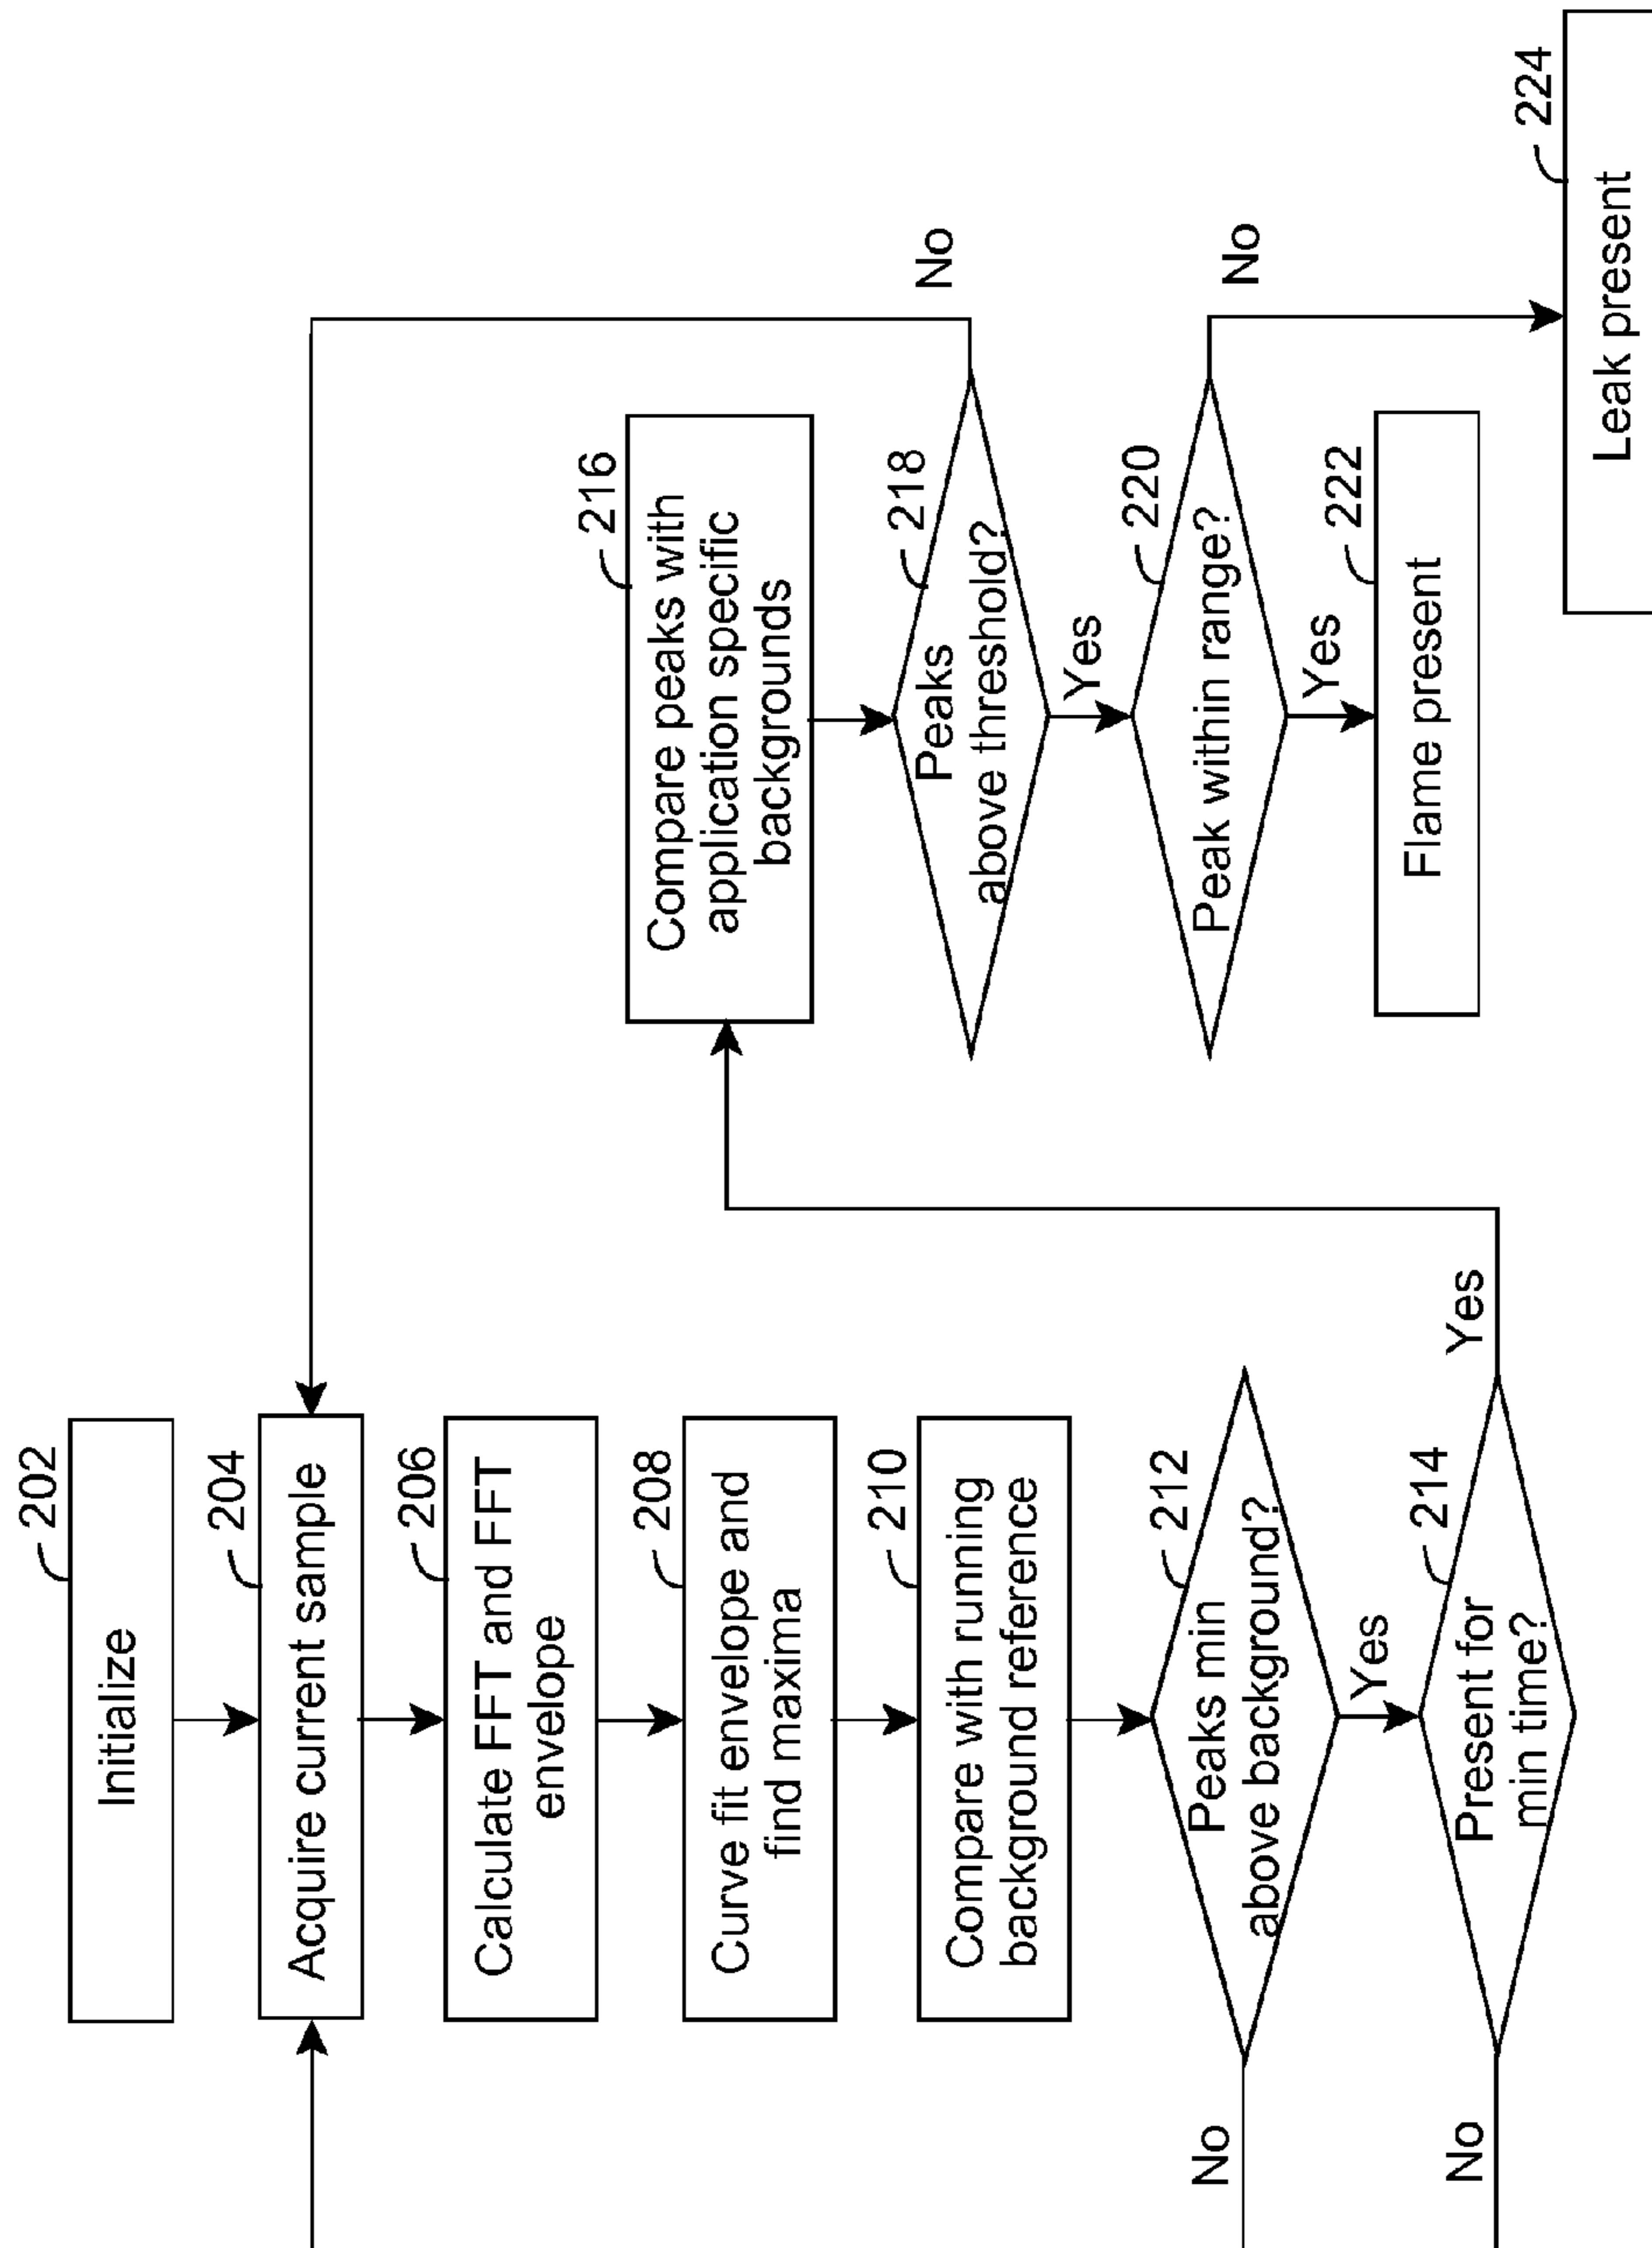 202
Initialize
204
Acquire current sample
206
Calculate FFT and FFT
envelope
208
Curve fit envelope and
find maxima
210
Compare with running
background reference
212
Peaks min
above background?
No
Yes
214
Present for
min time?
No
Yes
216
Compare peaks with
application specific
backgrounds
218
Peaks
above threshold?
No
Yes
220
Peak within range?
No
Yes
222
Flame present
224
Leak present